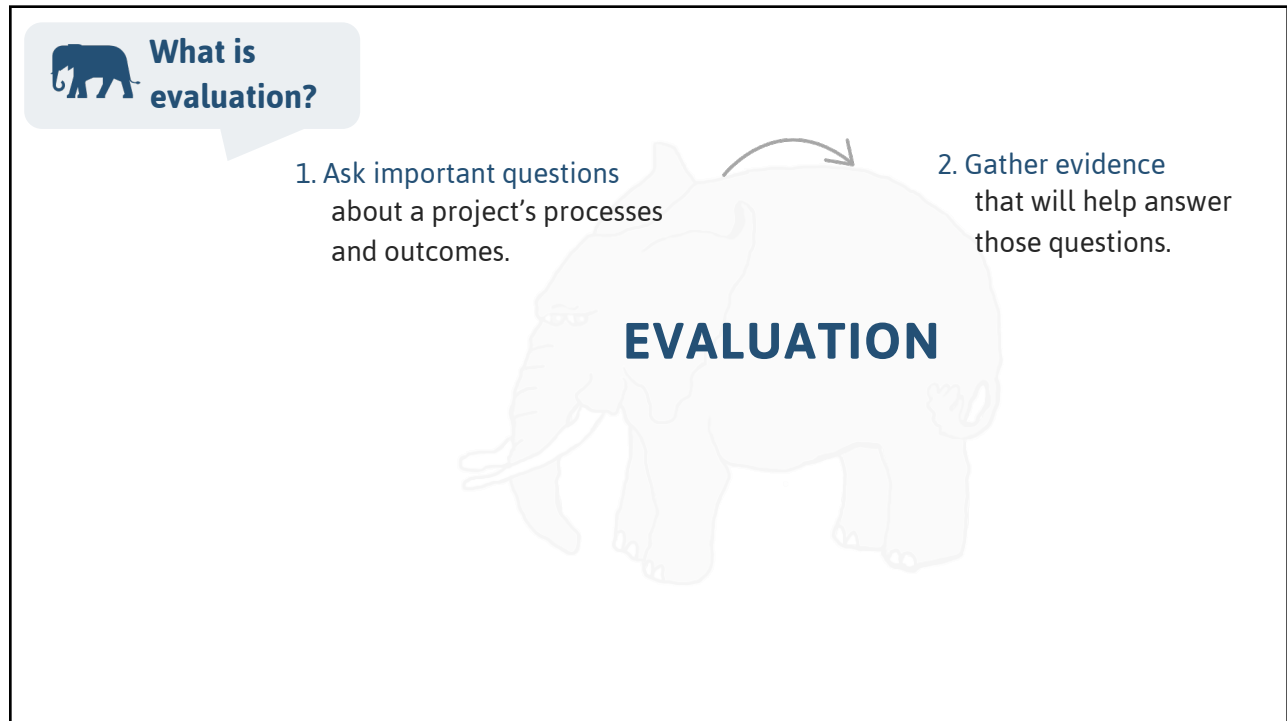 What is
evaluation?
1. Ask important questions
about a project’s processes
and outcomes.
2. Gather evidence
that will help answer
those questions.
EVALUATION